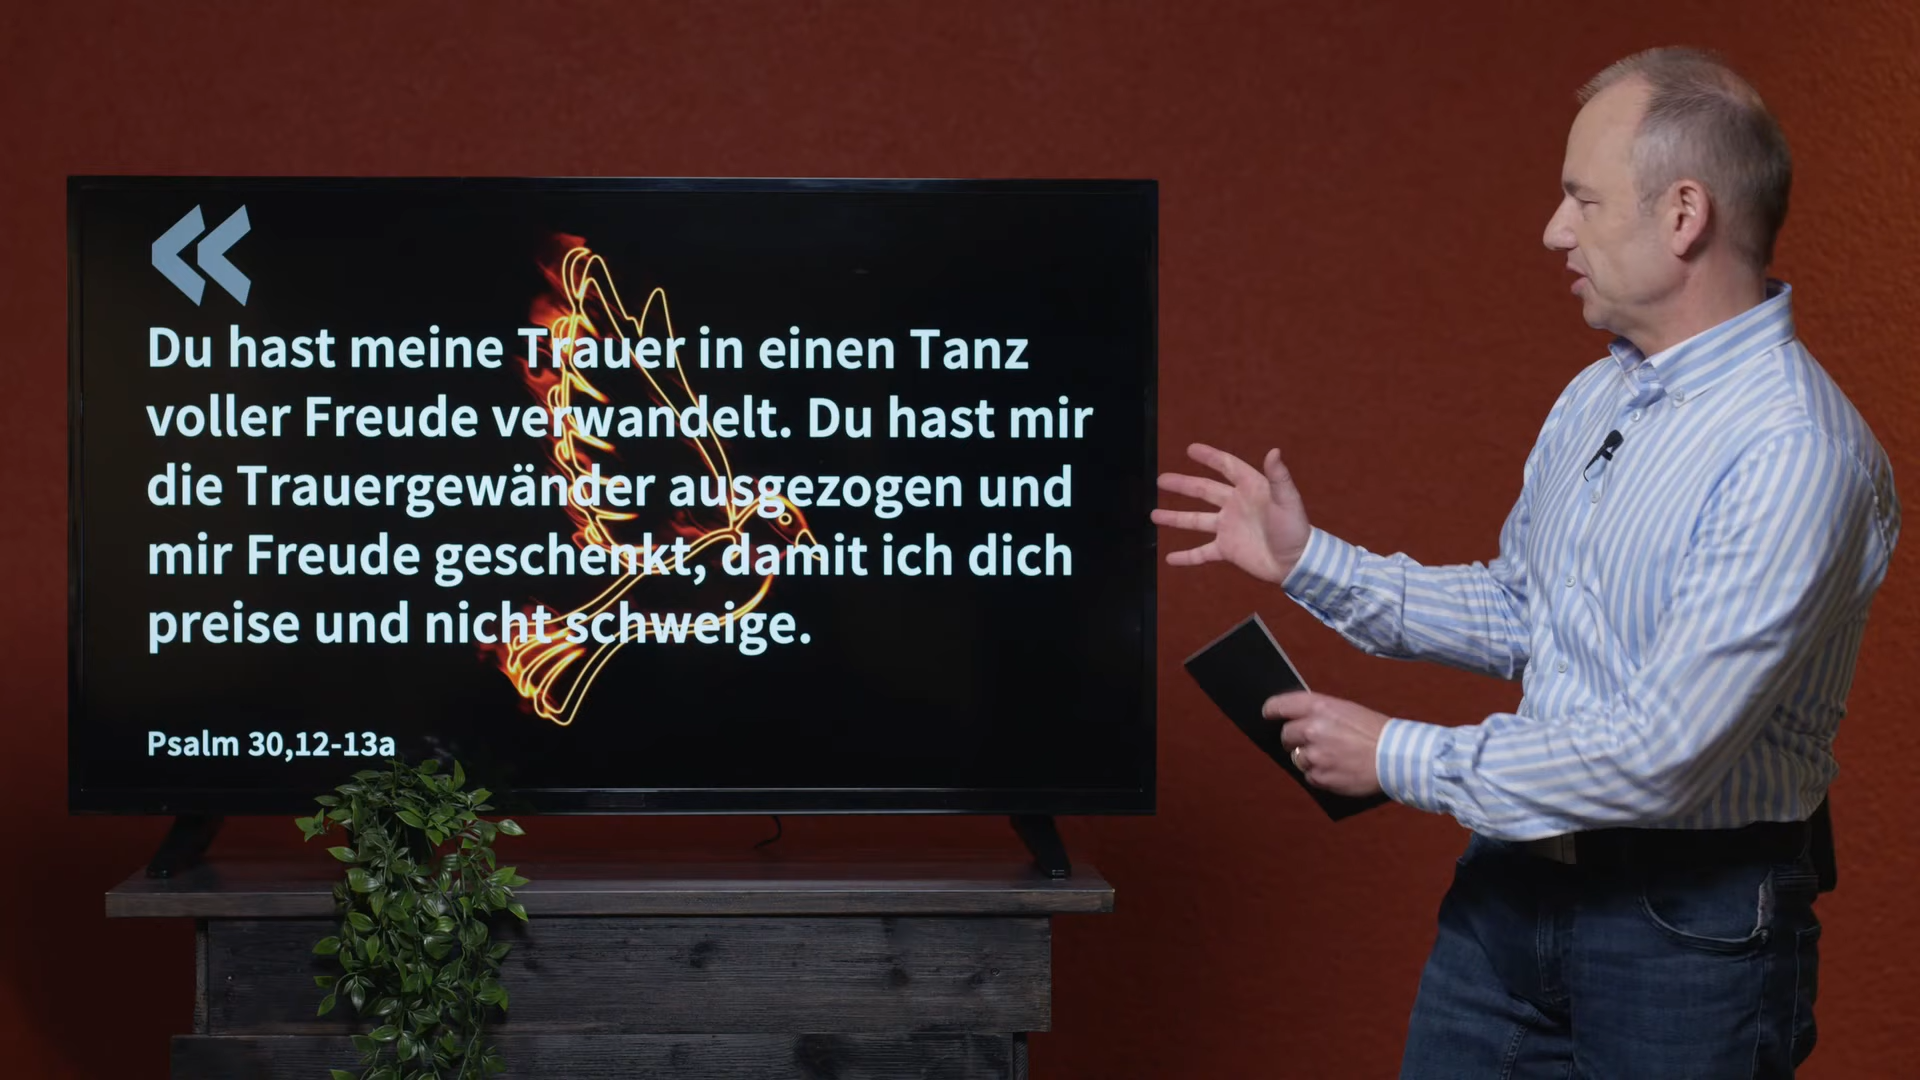 Du hast meine Trauer in einen Tanz
voller Freude verwandelt. Du hast mir
die Trauergewänder ausgezogen und
mir Freude geschenkt, damit ich dich
preise und nicht schweige.
Psalm 30,12-13a